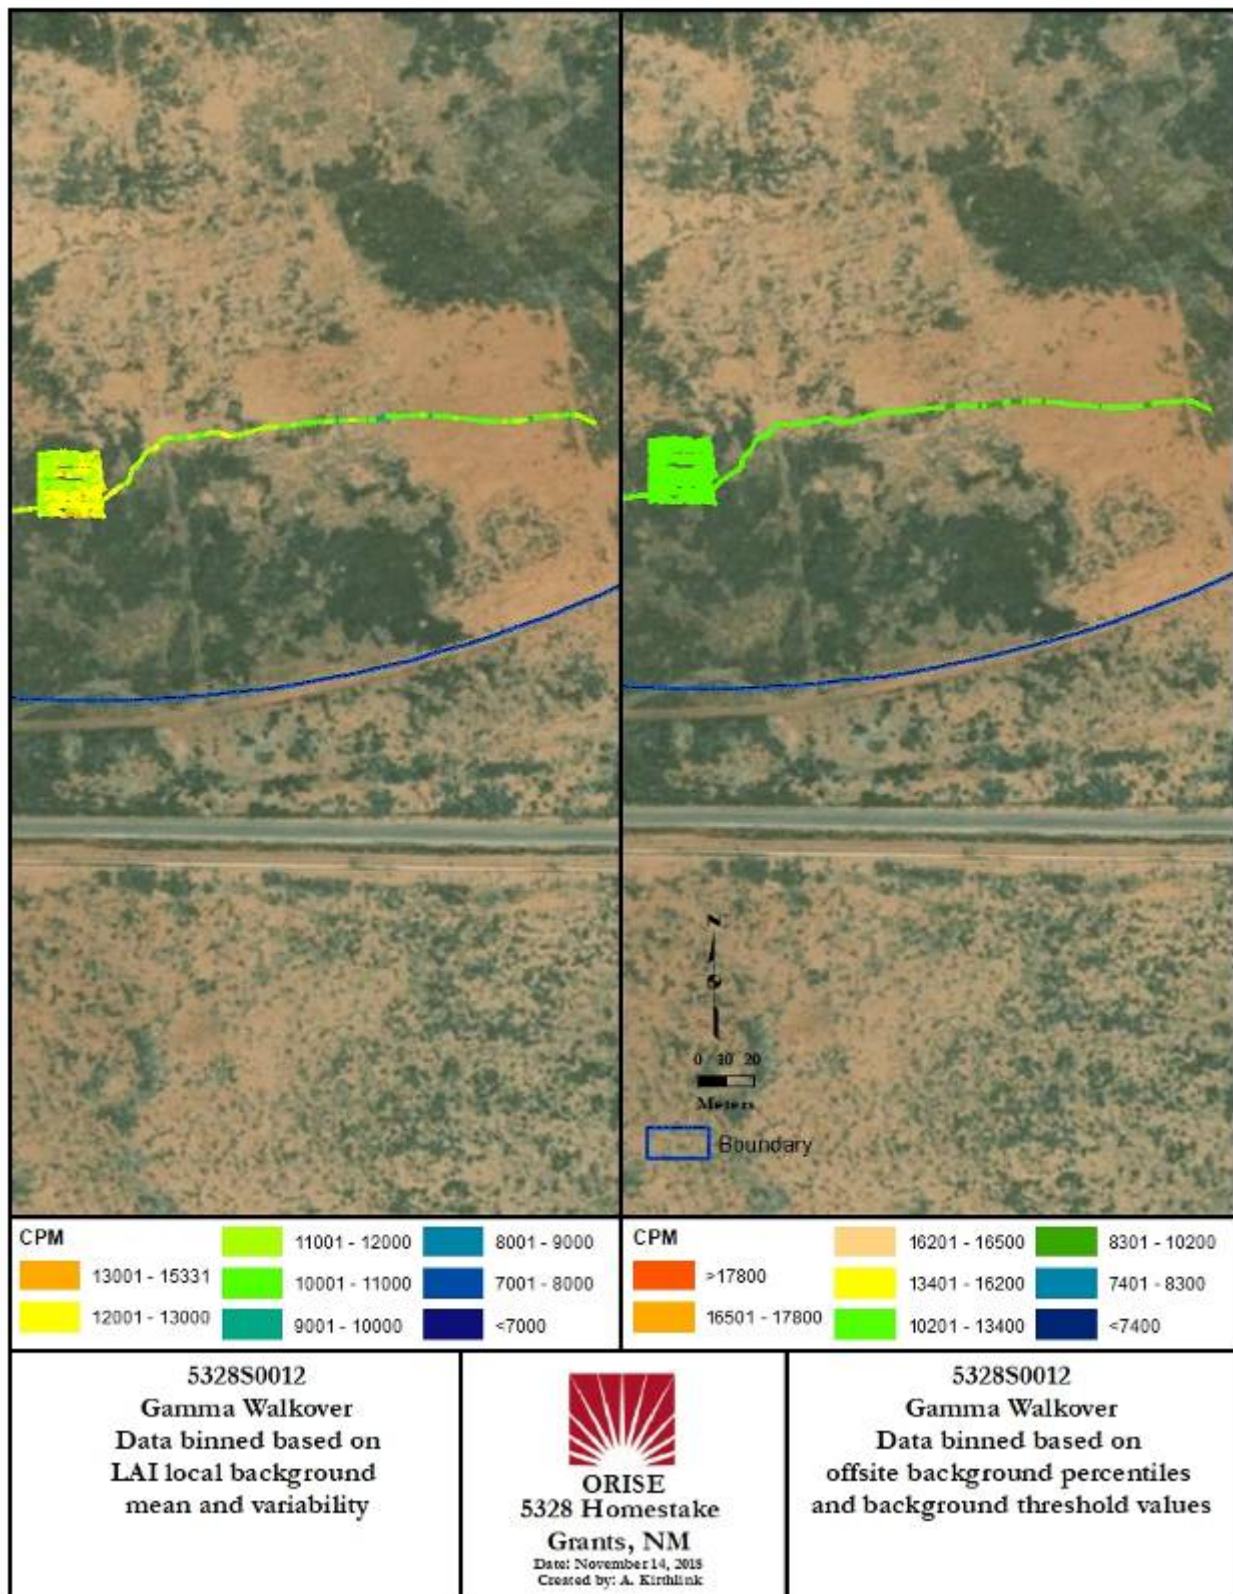 N
0 10 20
Meters
Boundary
CPM
13001 - 15331
12001 - 13000
11001 - 12000
10001 - 11000
9001 - 10000
8001 - 9000
7001 - 8000
<7000
CPM
>17800
16501 - 17800
16201 - 16500
13401 - 16200
10201 - 13400
8301 - 10200
7401 - 8300
<7400
5328S0012
Gamma Walkover
Data binned based on
LAI local background
mean and variability
ORISE
5328 Homestake
Grants, NM
Date: November 14, 2018
Created by: A. Kirthlink
5328S0012
Gamma Walkover
Data binned based on
offsite background percentiles
and background threshold values